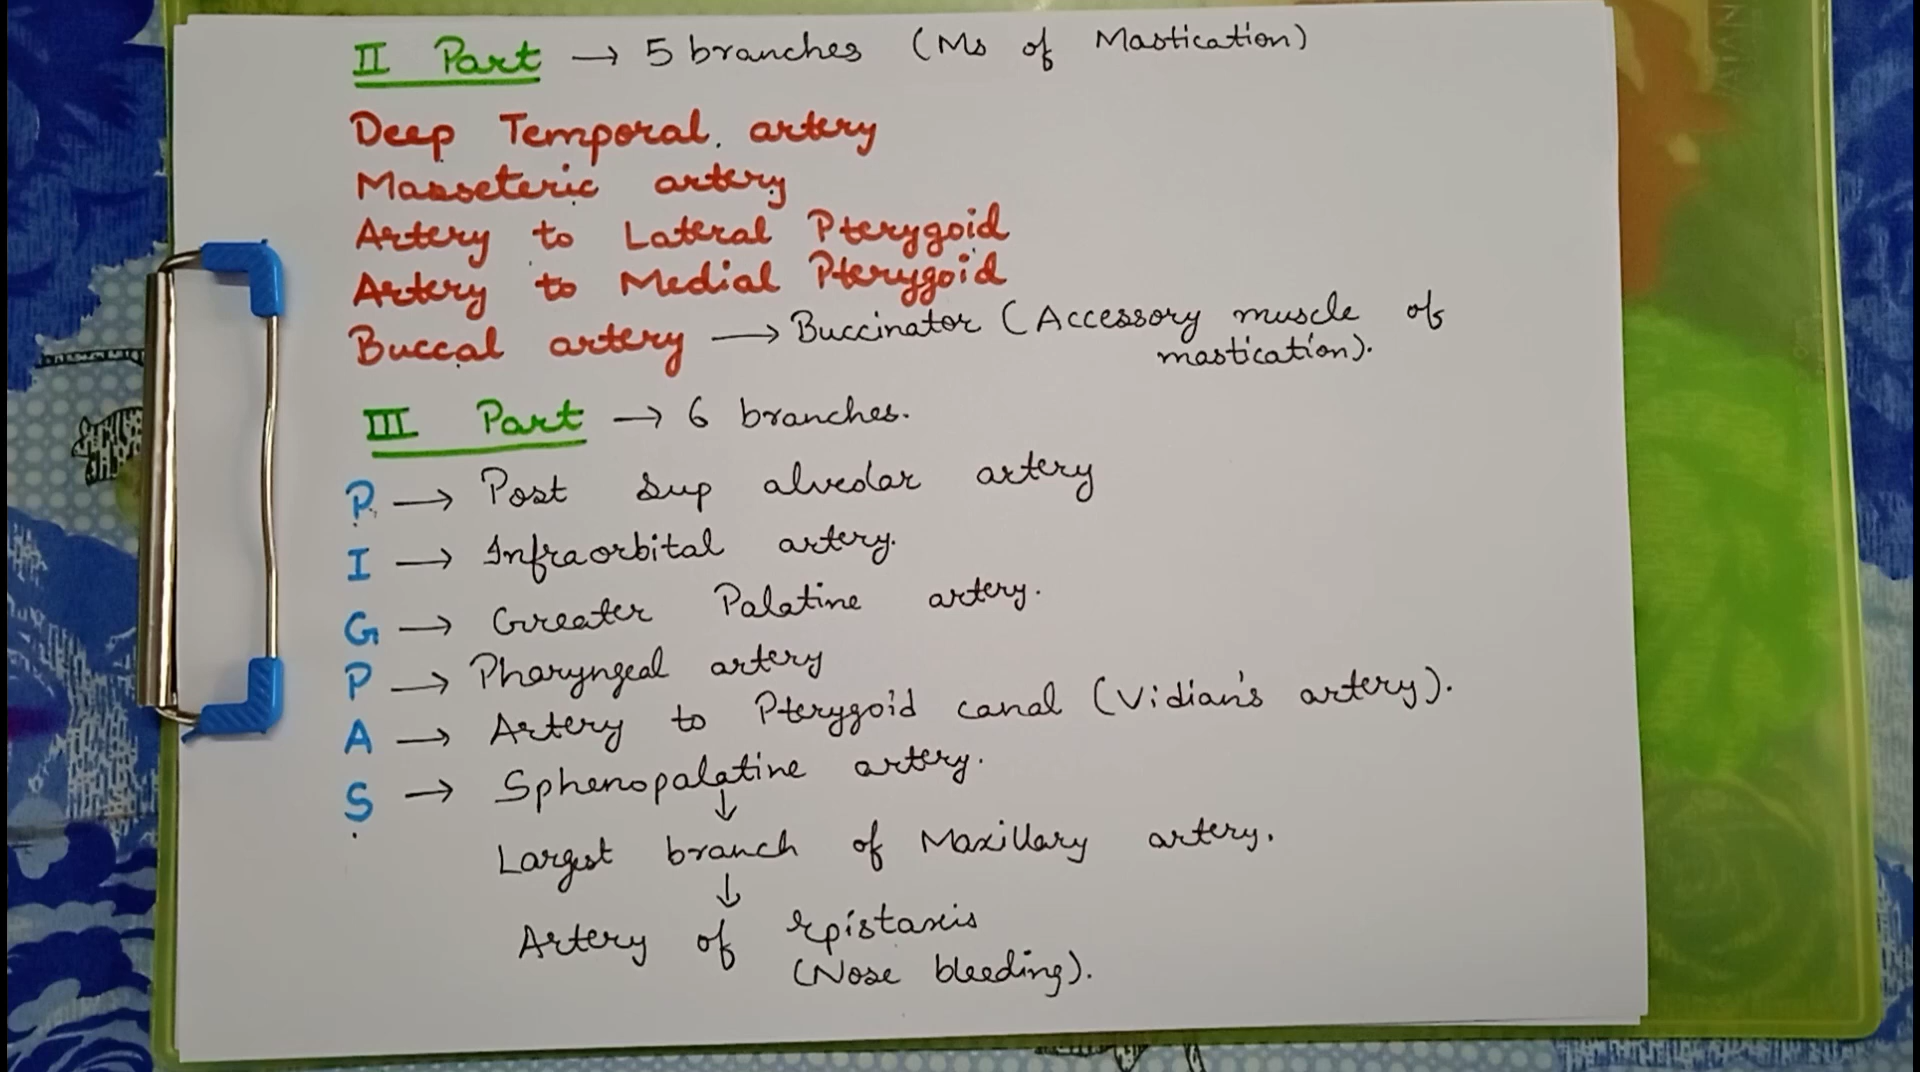 II Part → 5 branches (Ms of Mastication)
Deep Temporal artery
Masseteric artery
Artery to Lateral Pterygoid
Artery to Medial Pterygoid
Buccal artery → Buccinator (Accessory muscle of
mastication).
III Part → 6 branches.
P → Post Sup alveolar artery
I → Infraorbital artery.
G → Greater Palatine artery.
P → Pharyngeal artery
A → Artery to Pterygoid canal (Vidian's artery).
S → Sphenopalatine artery.
↓
Largest branch of Maxillary artery.
↓
Artery of Epistaxis
(Nose bleeding).